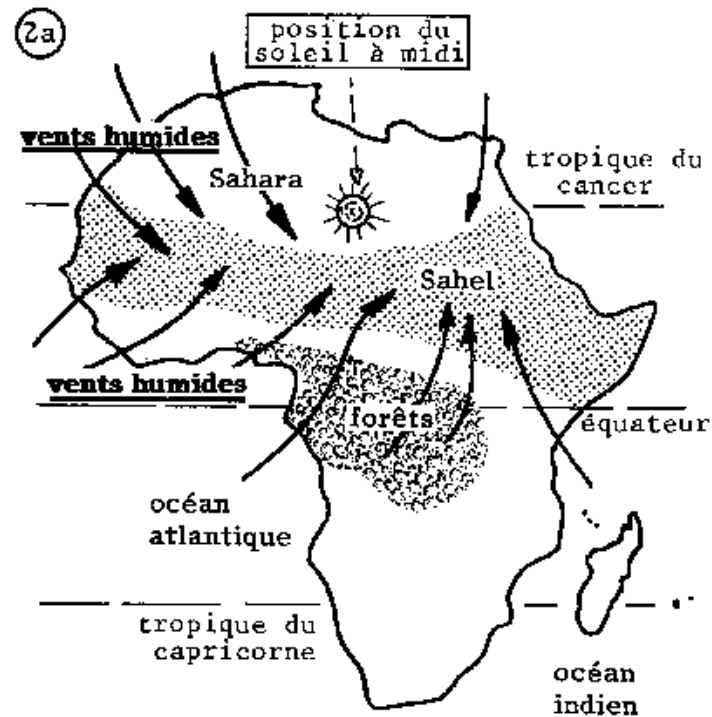 2a
position du
soleil à midi
vents humides
Sahara
tropique du
cancer
Sahel
vents humides
forêts
équateur
océan
atlantique
tropique du
capricorne
océan
indien